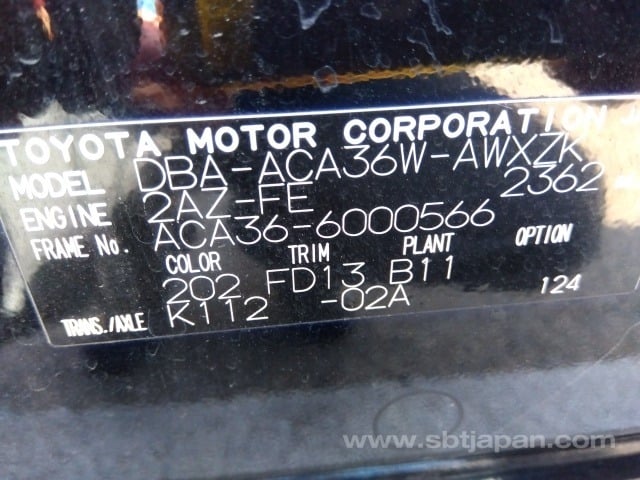 TOYOTA MOTOR CORPORATION
MODEL DBA-ACA36W-AWXZK
ENGINE 2AZ-FE 2362
FRAME No. ACA36-6000566
COLOR TRIM PLANT OPTION
202 FD13 B11
TRANS./AXLE K112 -02A 124
www.sbtjapan.com